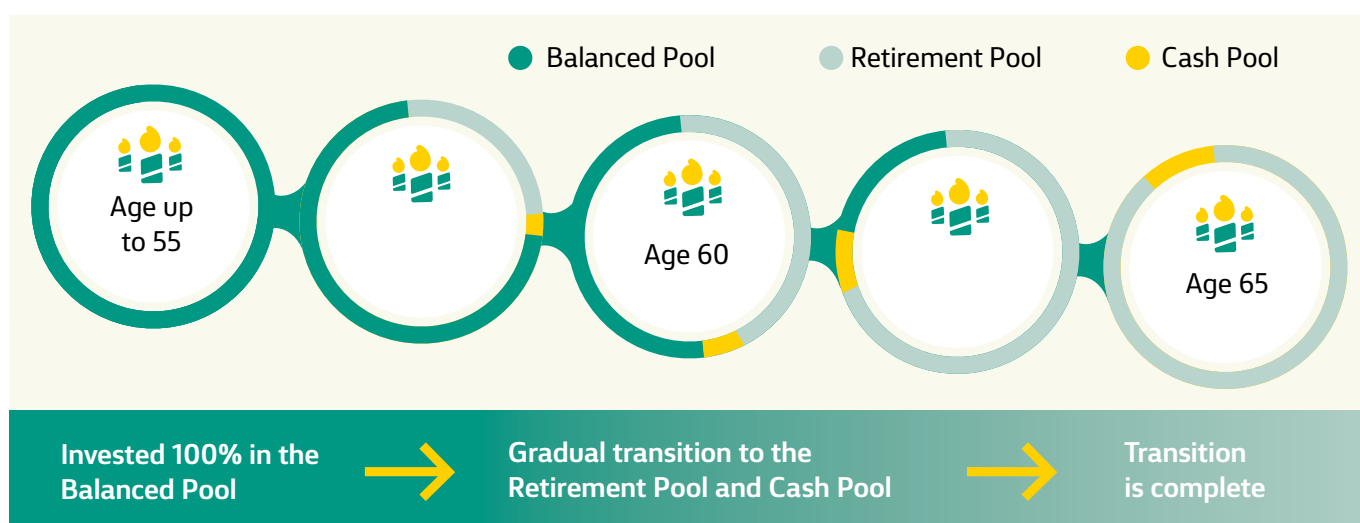 Balanced Pool
Retirement Pool
Cash Pool
Age up
to 55
Age 60
Age 65
Invested 100% in the
Balanced Pool
Gradual transition to the
Retirement Pool and Cash Pool
Transition
is complete